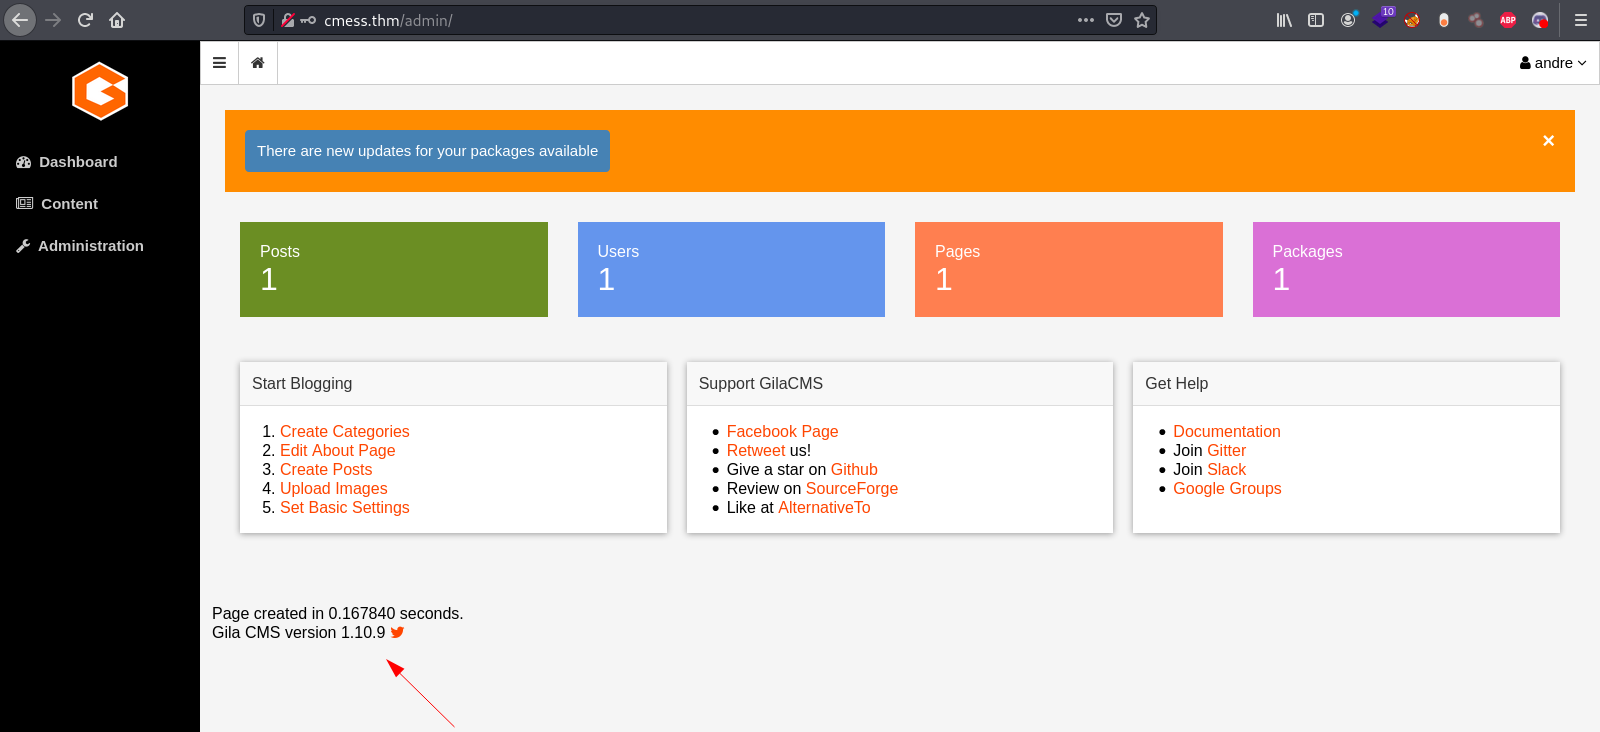 cmess.thm/admin/
10
ABP
andre
Dashboard
Content
Administration
There are new updates for your packages available
×
Posts
1
Users
1
Pages
1
Packages
1
Start Blogging
1. Create Categories
2. Edit About Page
3. Create Posts
4. Upload Images
5. Set Basic Settings
Support GilaCMS
• Facebook Page
• Retweet us!
• Give a star on Github
• Review on SourceForge
• Like at AlternativeTo
Get Help
• Documentation
• Join Gitter
• Join Slack
• Google Groups
Page created in 0.167840 seconds.
Gila CMS version 1.10.9